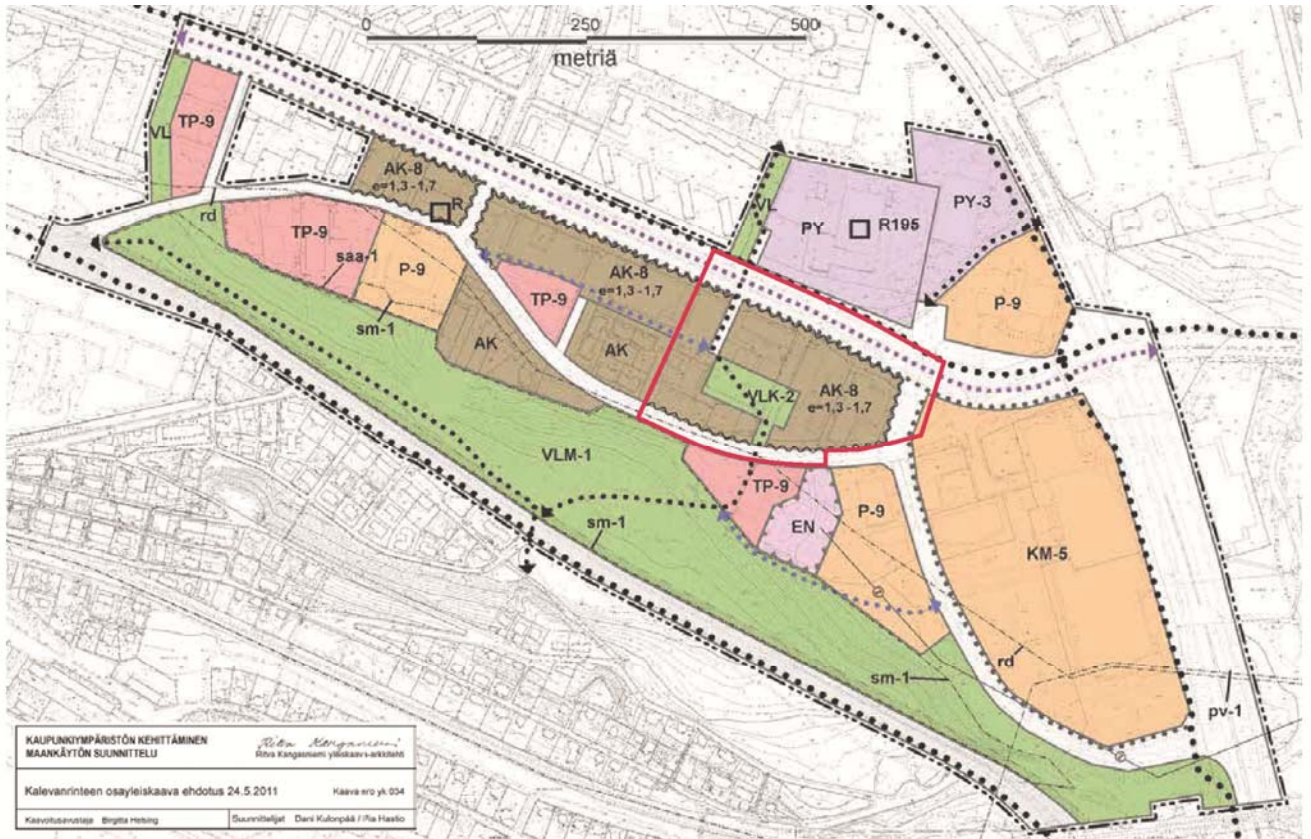 0 250 500
metriä
VL
TP-9
AK-8
e=1,3 -1,7
R
rd
TP-9
saa-1
P-9
sm-1
AK
AK-8
e=1,3 -1,7
TP-9
AK
VL
PY
R195
PY-3
P-9
VLK-2
AK-8
e=1,3 -1,7
VLM-1
sm-1
TP-9
EN
P-9
KM-5
sm-1
rd
pv-1
KAUPUNKIYMPÄRISTÖN KEHITTÄMINEN
MAANKÄYTÖN SUUNNITTELU
Ritva Kangasniemi yleiskaava-arkkitehti
Kalevanrinteen osayleiskaava ehdotus 24.5.2011 Kaava nro yk 034
Kaavoitusavustaja Birgitta Helsing Suunnittelijat Dani Kulonpää / Pia Hastio